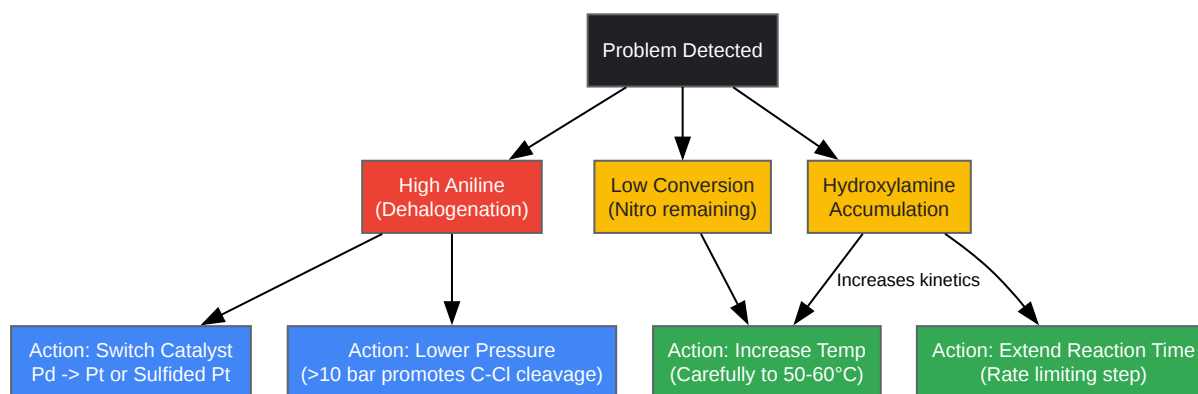 Problem Detected
High Aniline
(Dehalogenation)
Low Conversion
(Nitro remaining)
Hydroxylamine
Accumulation
Increases kinetics
Action: Switch Catalyst
Pd -> Pt or Sulfided Pt
Action: Lower Pressure
(>10 bar promotes C-Cl cleavage)
Action: Increase Temp
(Carefully to 50-60°C)
Action: Extend Reaction Time
(Rate limiting step)